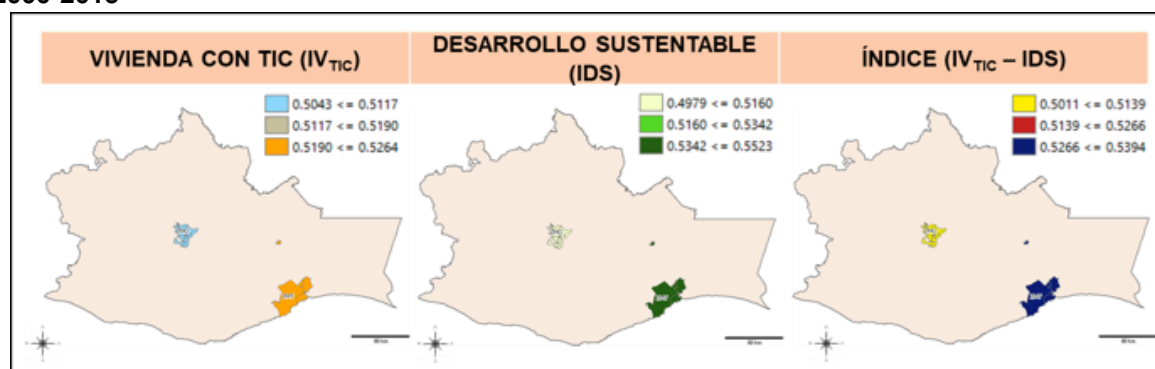 VIVIENDA CON TIC (IVTIC)
DESARROLLO SUSTENTABLE
(IDS)
ÍNDICE (IVTIC – IDS)
0.5043 <= 0.5117
0.5117 <= 0.5190
0.5190 <= 0.5264
0.4979 <= 0.5160
0.5160 <= 0.5342
0.5342 <= 0.5523
0.5011 <= 0.5139
0.5139 <= 0.5266
0.5266 <= 0.5394